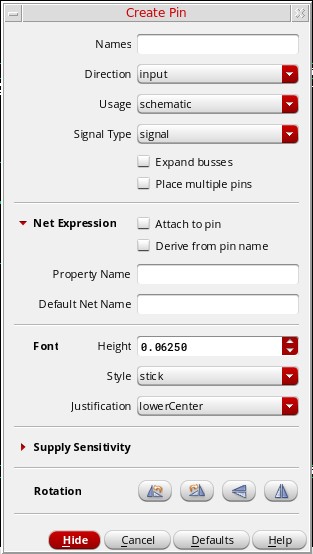 Create Pin
Names
Direction input
Usage schematic
Signal Type signal
Expand busses
Place multiple pins
Net Expression Attach to pin
Derive from pin name
Property Name
Default Net Name
Font Height 0.06250
Style stick
Justification lowerCenter
Supply Sensitivity
Rotation
Hide Cancel Defaults Help